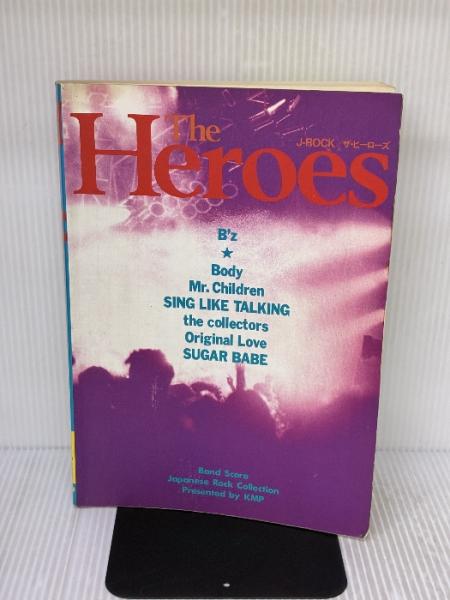 The
J-ROCK ザ・ヒーローズ
Heroes
B'z
★
Body
Mr. Children
SING LIKE TALKING
the collectors
Original Love
SUGAR BABE
Band Score
Japanese Rock Collection
Presented by KMP